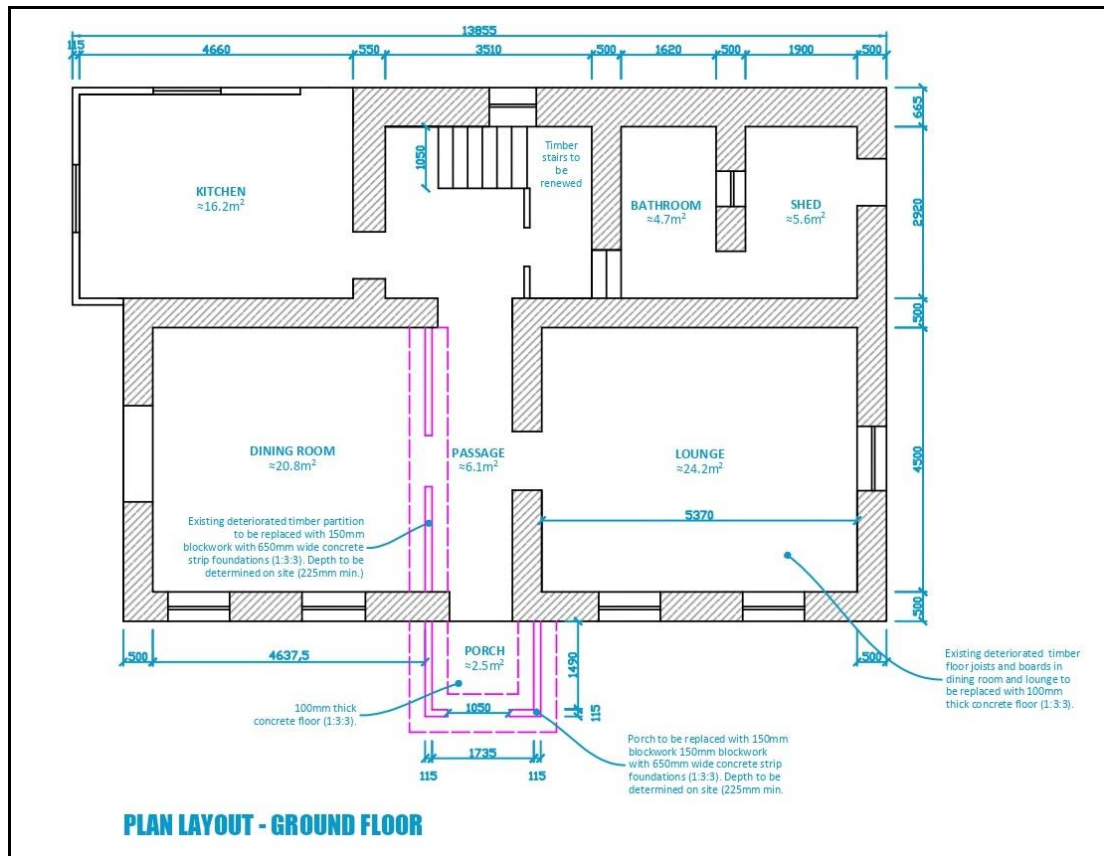 13855
115
4660
550
3510
500
1620
500
1900
500
665
1050
Timber
stairs to
be
renewed
KITCHEN
≈16.2m²
BATHROOM
≈4.7m²
SHED
≈5.6m²
2920
500
DINING ROOM
≈20.8m²
PASSAGE
≈6.1m²
LOUNGE
≈24.2m²
4500
5370
Existing deteriorated timber partition
to be replaced with 150mm
blockwork with 650mm wide concrete
strip foundations (1:3:3). Depth to be
determined on site (225mm min.)
500
500
4637,5
PORCH
≈2.5m²
1490
500
Existing deteriorated timber
floor joists and boards in
dining room and lounge to
be replaced with 100mm
thick concrete floor (1:3:3).
100mm thick
concrete floor (1:3:3).
1050
115
1735
115
115
Porch to be replaced with 150mm
blockwork 150mm blockwork
with 650mm wide concrete strip
foundations (1:3:3). Depth to be
determined on site (225mm min.
PLAN LAYOUT - GROUND FLOOR